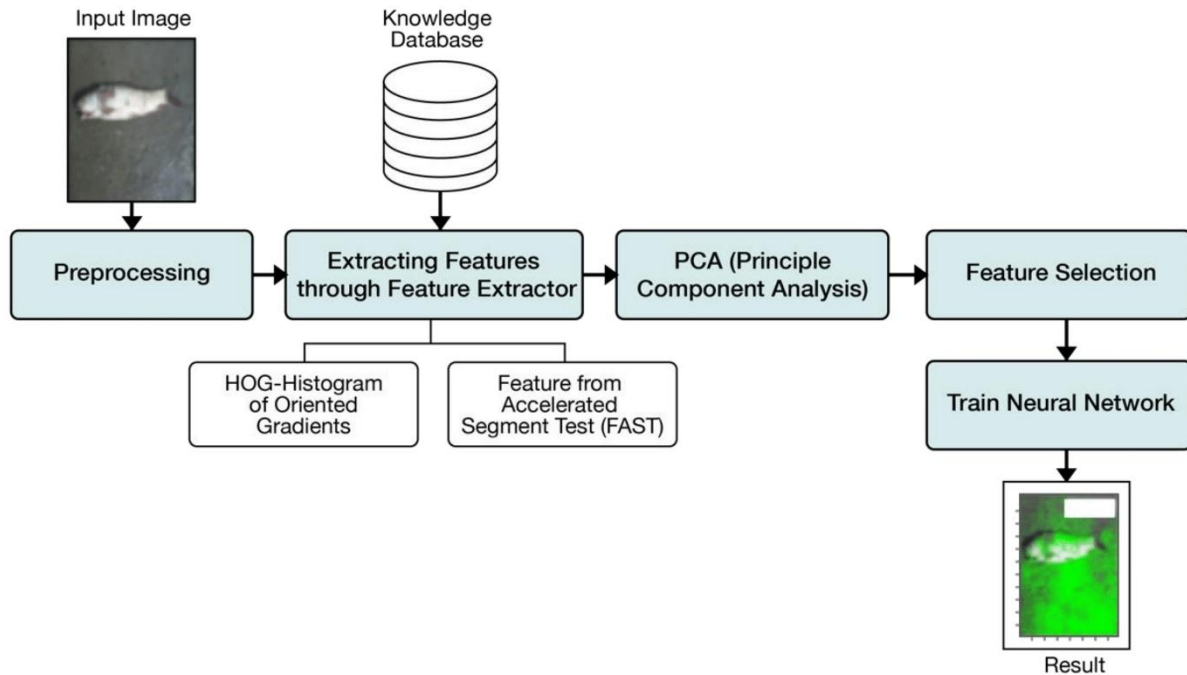 Input Image
Knowledge
Database
Preprocessing
Extracting Features
through Feature Extractor
PCA (Principle
Component Analysis)
Feature Selection
HOG-Histogram
of Oriented
Gradients
Feature from
Accelerated
Segment Test (FAST)
Train Neural Network
Result